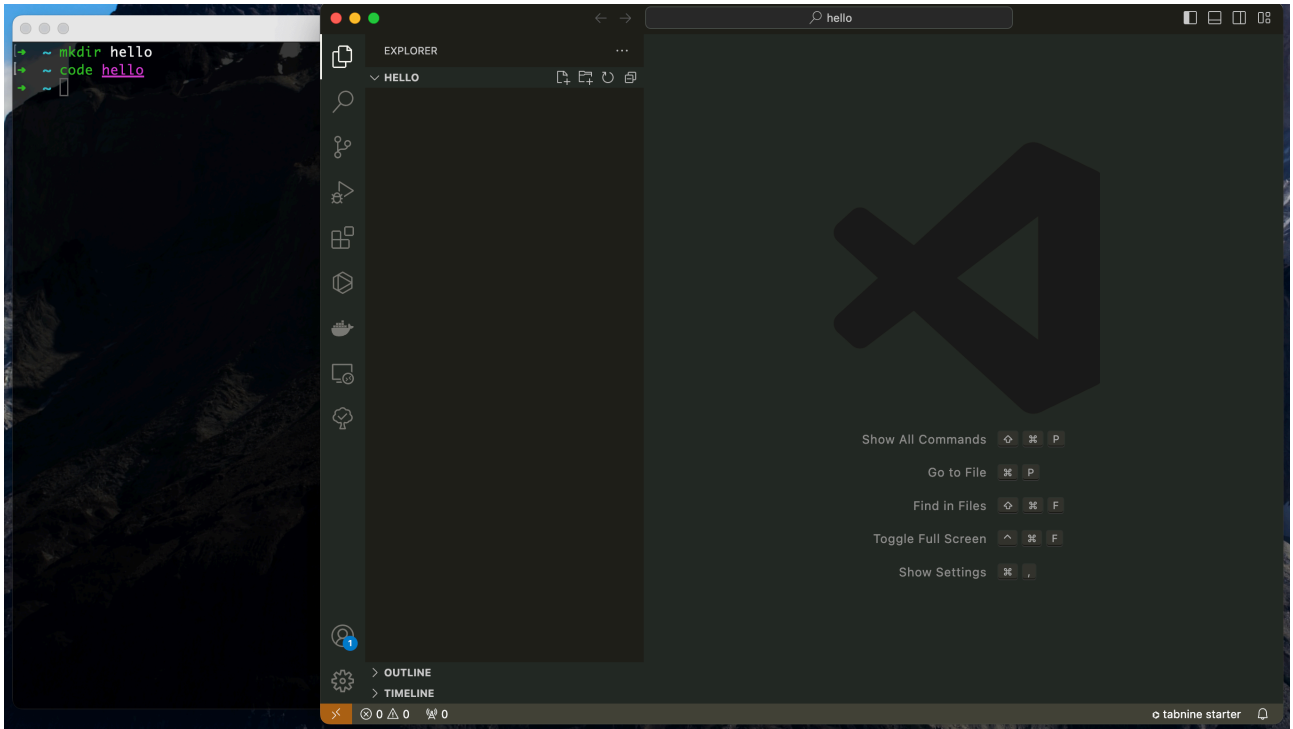 → ~ mkdir hello
→ ~ code hello
→ ~
hello
EXPLORER
HELLO
Show All Commands ⇧ ⌘ P
Go to File ⌘ P
Find in Files ⇧ ⌘ F
Toggle Full Screen ^ ⌘ F
Show Settings ⌘ ,
1
OUTLINE
TIMELINE
0 0 0
tabnine starter